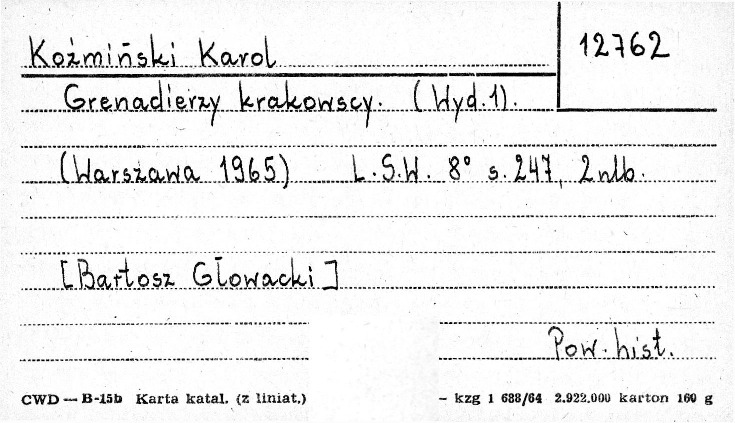 Koźmiński Karol 12762
Grenadierzy krakowscy. (Wyd.1).
(Warszawa 1965) L.S.W. 8° s.247, 2nlb.
[Bartosz Głowacki]
Pow. hist.
CWD — B-15b Karta katal. (z liniat.) – kzg 1 688/64 2.922.000 karton 160 g